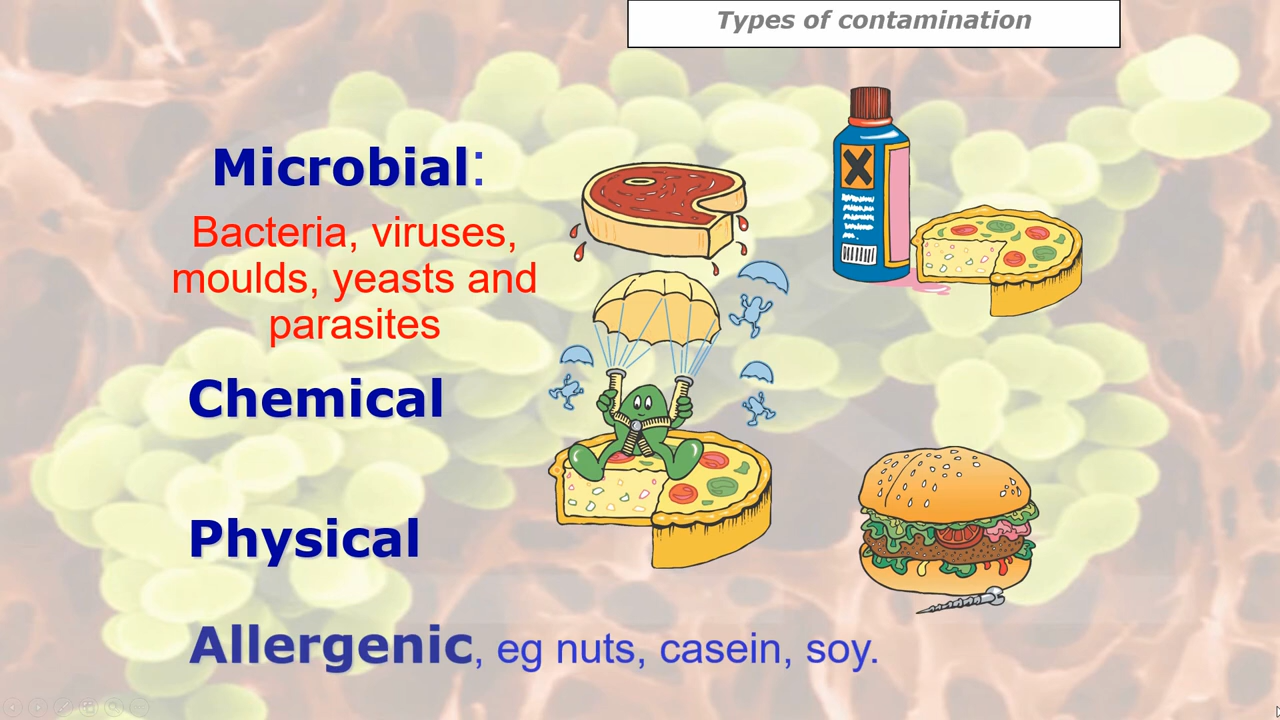 Types of contamination
Microbial:
Bacteria, viruses,
moulds, yeasts and
parasites
Chemical
Physical
Allergenic, eg nuts, casein, soy.